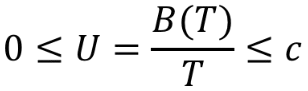 0 ≤ U = B(T)/T ≤ c